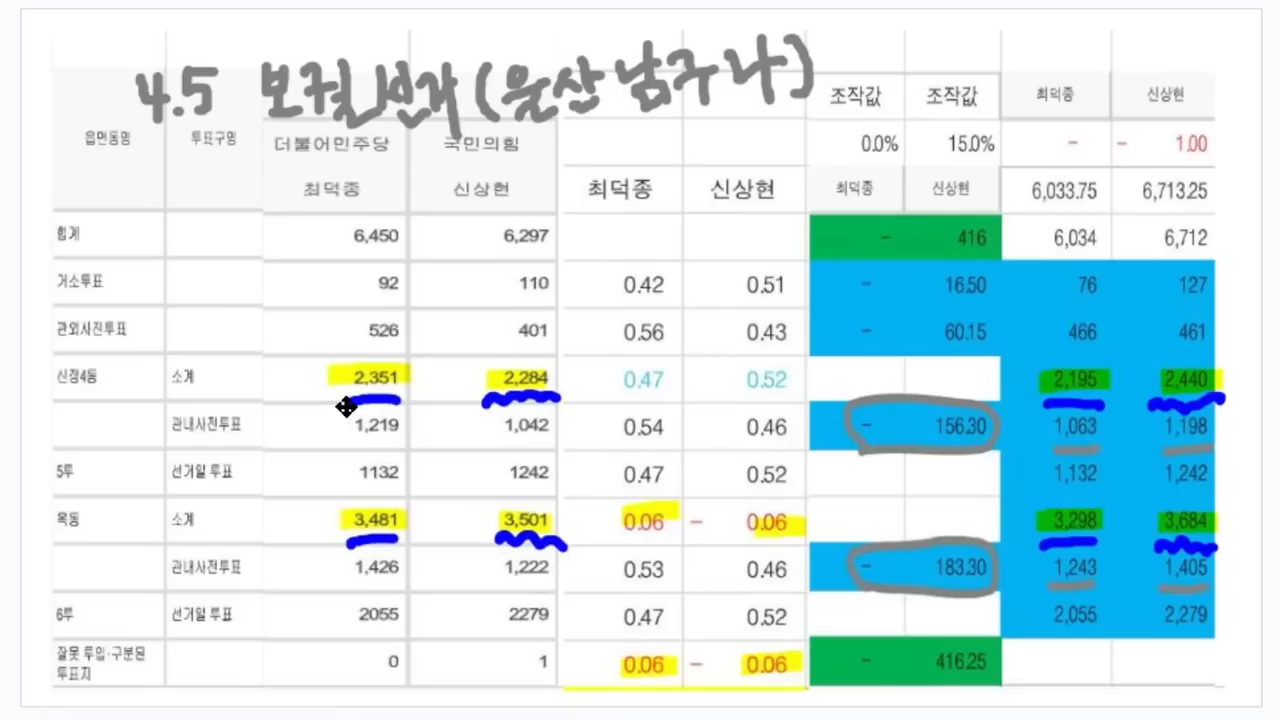 4.5 보궐선거 (울산 남구 나)
조작값 조작값 최덕종 신상현
읍면동명 투표구명 더불어민주당 국민의힘 0.0% 15.0% - - 1.00
최덕종 신상현 최덕종 신상현 최덕종 신상현 6,033.75 6,713.25
합계 6,450 6,297 - 416 6,034 6,712
거소투표 92 110 0.42 0.51 - 16.50 76 127
관외사전투표 526 401 0.56 0.43 - 60.15 466 461
신정4동 소계 2,351 2,284 0.47 0.52 2,195 2,440
관내사전투표 1,219 1,042 0.54 0.46 - 156.30 1,063 1,198
5투 선거일 투표 1132 1242 0.47 0.52 1,132 1,242
옥동 소계 3,481 3,501 0.06 - 0.06 3,298 3,684
관내사전투표 1,426 1,222 0.53 0.46 - 183.30 1,243 1,405
6투 선거일 투표 2055 2279 0.47 0.52 2,055 2,279
잘못 투입·구분된 투표지 0 1 0.06 - 0.06 - 416.25